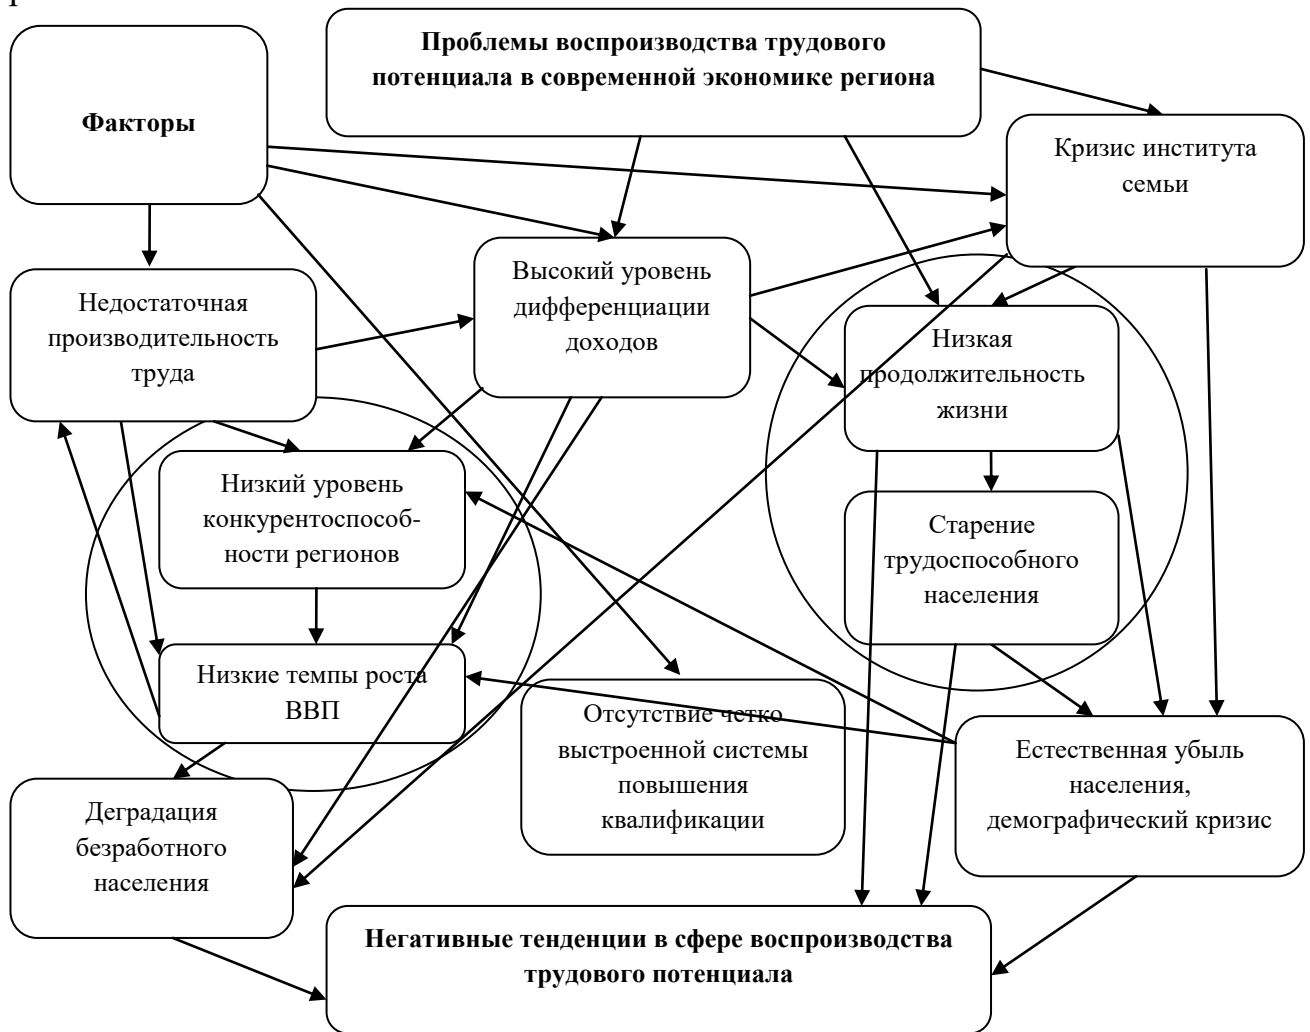 Проблемы воспроизводства трудового
потенциала в современной экономике региона
Факторы
Кризис института
семьи
Высокий уровень
дифференциации
доходов
Недостаточная
производительность
труда
Низкая
продолжительность
жизни
Низкий уровень
конкурентоспособ-
ности регионов
Старение
трудоспособного
населения
Низкие темпы роста
ВВП
Отсутствие четко
выстроенной системы
повышения
квалификации
Естественная убыль
населения,
демографический кризис
Деградация
безработного
населения
Негативные тенденции в сфере воспроизводства
трудового потенциала